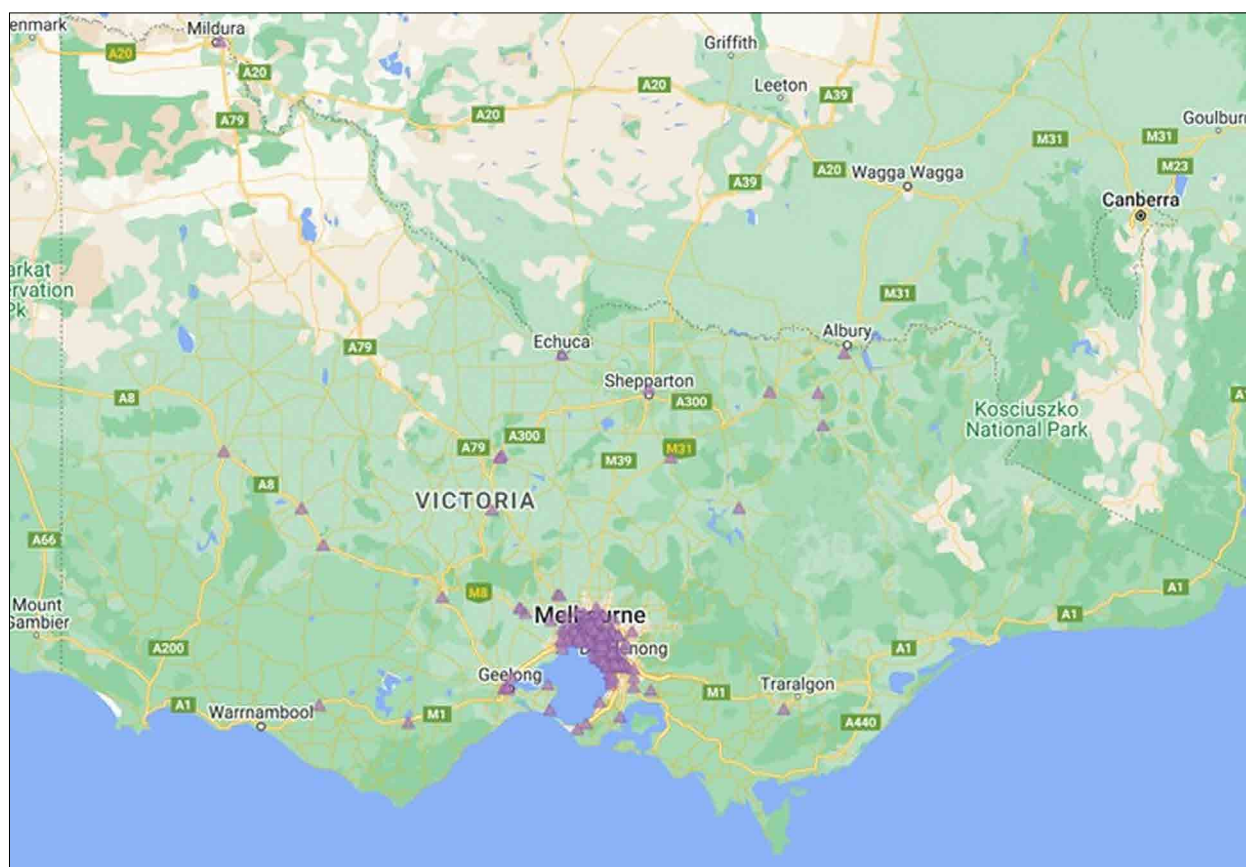 enmark
Mildura
A20
A20
Griffith
Leeton
A20
A39
A20
A79
Goulburn
M31
M31
M23
A39
A20
Wagga Wagga
Canberra
arkat
ervation
Pk
M31
Echuca
Albury
A79
Shepparton
A8
A300
Kosciuszko
National Park
A79
A300
M39
M31
A8
VICTORIA
A66
Mount
Gambier
M8
Melbourne
A1
A1
A200
Geelong
A1
M1
Traralgon
A1
Warrnambool
M1
A440